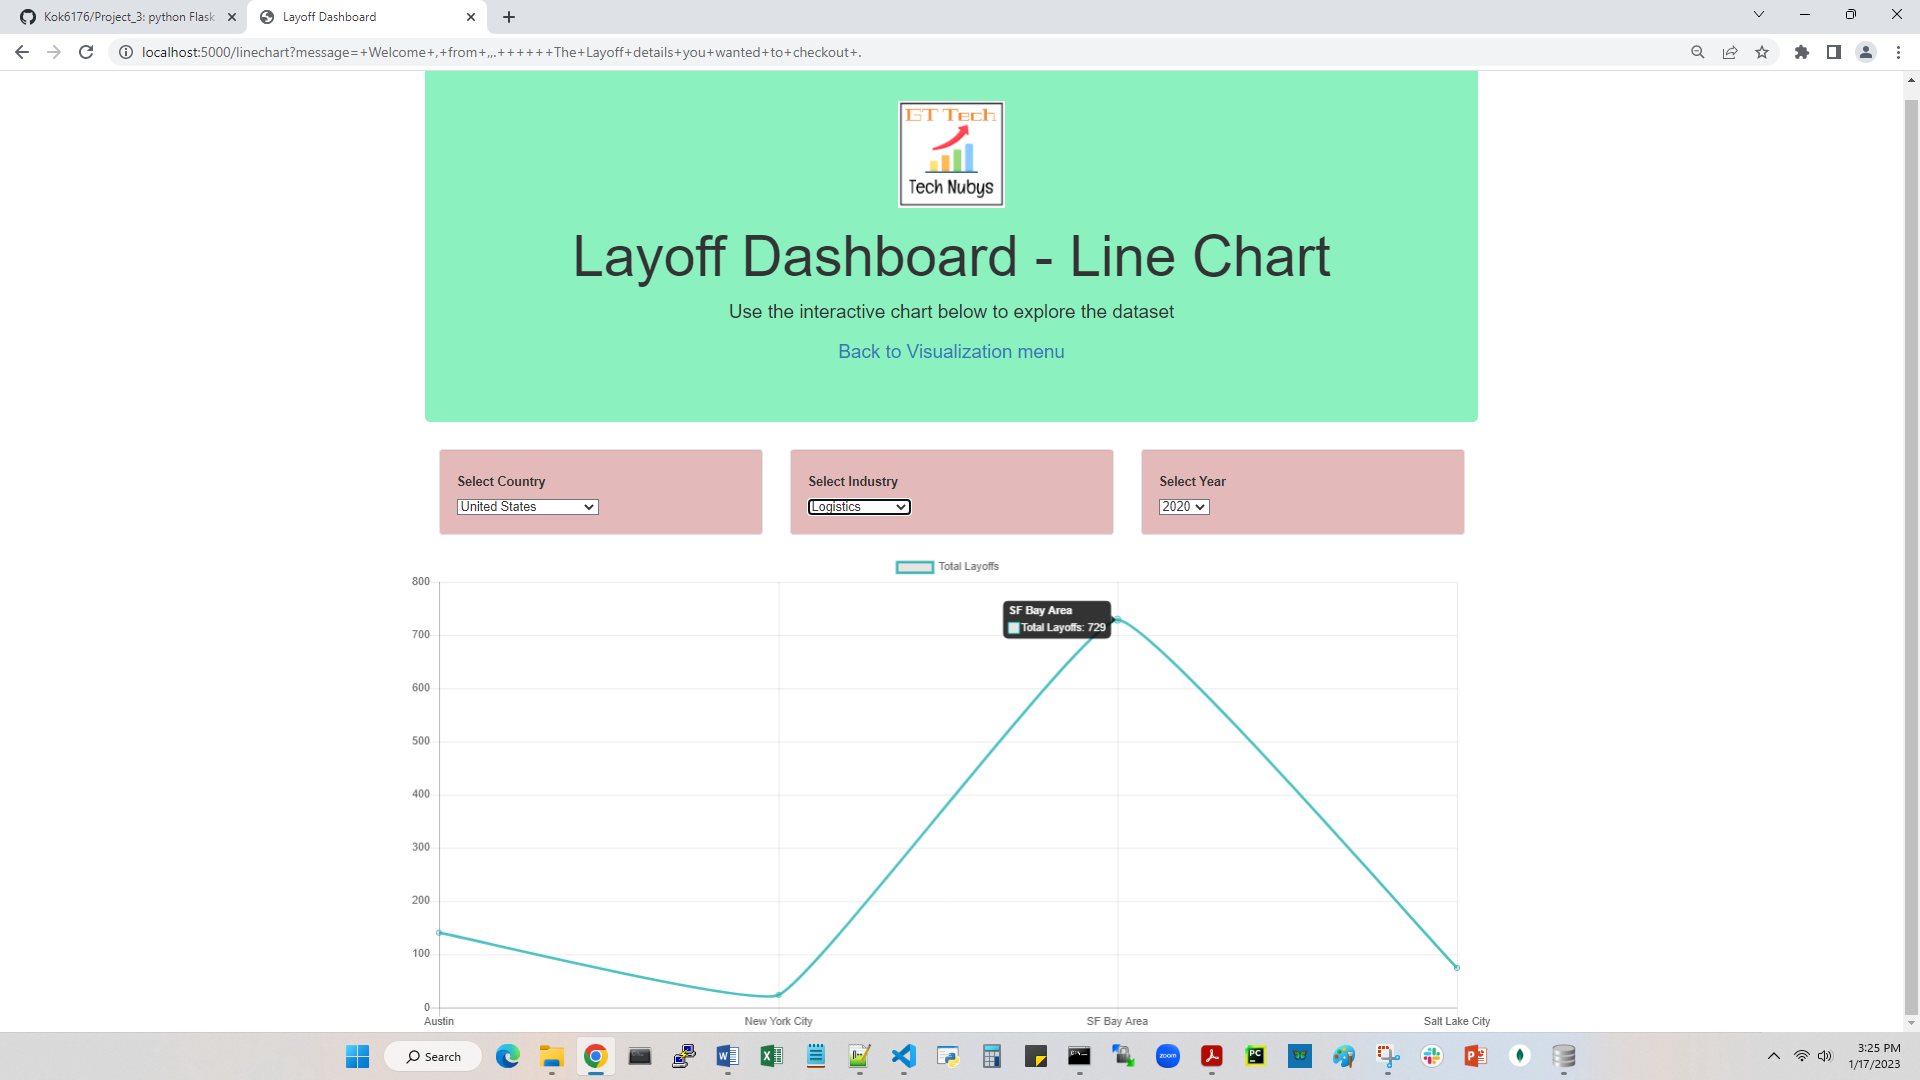 Kok6176/Project_3: python Flask
Layoff Dashboard
localhost:5000/linechart?message=+Welcome+,+from+,,.++++++The+Layoff+details+you+wanted+to+checkout+.
GT Tech
Tech Nubys
Layoff Dashboard - Line Chart
Use the interactive chart below to explore the dataset
Back to Visualization menu
Select Country
United States
Select Industry
Logistics
Select Year
2020
Total Layoffs
800
700
600
500
400
300
200
100
0
SF Bay Area
Total Layoffs: 729
Austin
New York City
SF Bay Area
Salt Lake City
Search
zoom
3:25 PM
1/17/2023